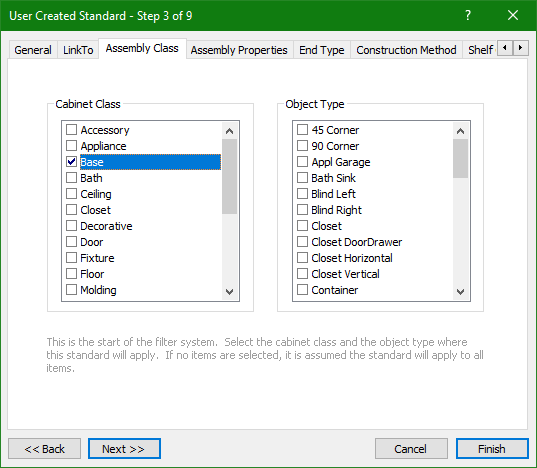 User Created Standard - Step 3 of 9
?
General LinkTo Assembly Class Assembly Properties End Type Construction Method Shelf
Cabinet Class
Accessory
Appliance
Base
Bath
Ceiling
Closet
Decorative
Door
Fixture
Floor
Molding
Object Type
45 Corner
90 Corner
Appl Garage
Bath Sink
Blind Left
Blind Right
Closet
Closet DoorDrawer
Closet Horizontal
Closet Vertical
Container
This is the start of the filter system. Select the cabinet class and the object type where
this standard will apply. If no items are selected, it is assumed the standard will apply to all
items.
<< Back Next >> Cancel Finish